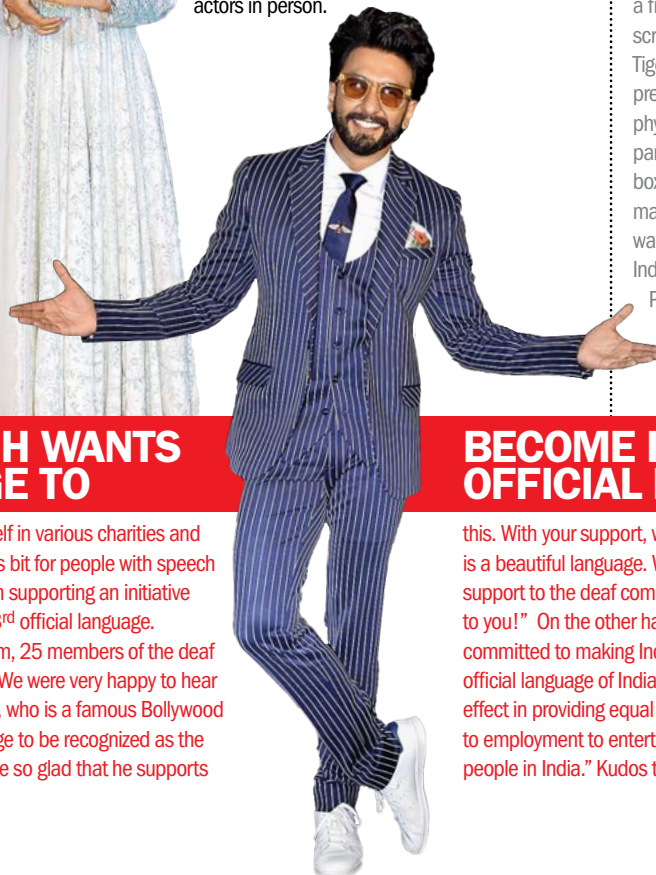 actors in person.
scr
Tig
pre
phy
par
box
ma
wa
Ind
H WANTS
E TO
elf in various charities and
s bit for people with speech
n supporting an initiative
3rd official language.
m, 25 members of the deaf
We were very happy to hear
, who is a famous Bollywood
ge to be recognized as the
e so glad that he supports
BECOME
OFFICIAL
this. With your support, w
is a beautiful language. W
support to the deaf com
to you!” On the other ha
committed to making Ind
official language of India
effect in providing equal
to employment to entert
people in India.” Kudos t